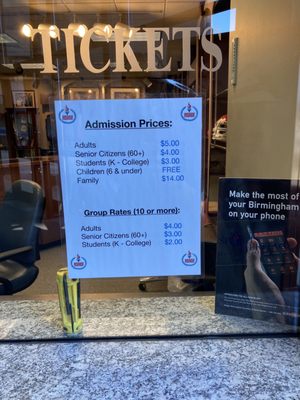 TICKETS
Admission Prices:
Adults $5.00
Senior Citizens (60+) $4.00
Students (K - College) $3.00
Children (6 & under) FREE
Family $14.00
Group Rates (10 or more):
Adults $4.00
Senior Citizens (60+) $3.00
Students (K - College) $2.00
Make the most of
your Birmingham
on your phone